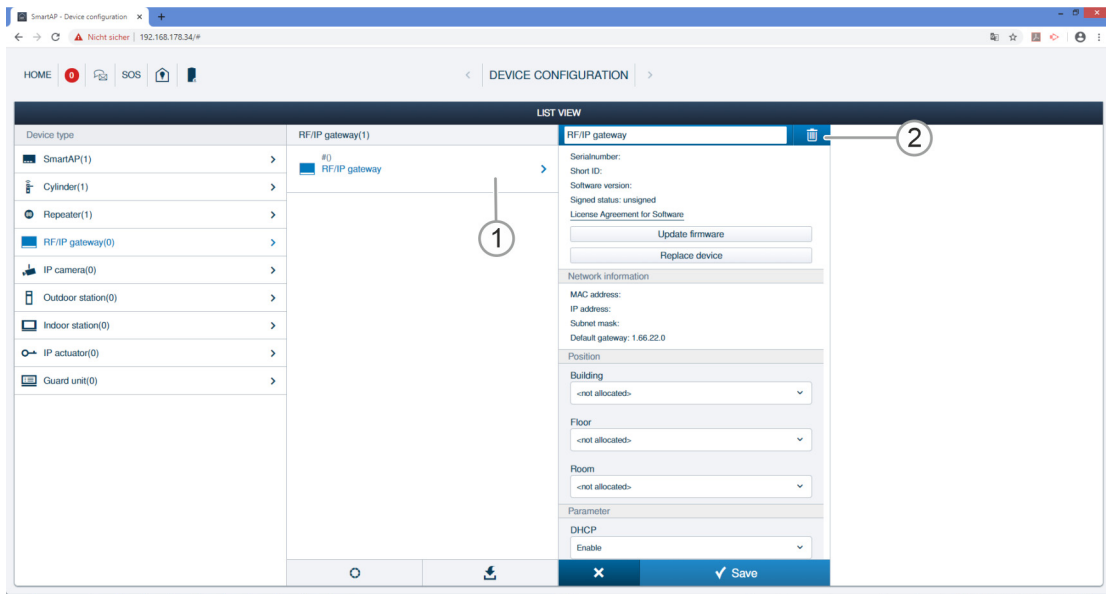 SmartAP - Device configuration
Nicht sicher | 192.168.178.34/#
HOME 0 SOS
DEVICE CONFIGURATION
LIST VIEW
Device type
SmartAP(1)
Cylinder(1)
Repeater(1)
RF/IP gateway(0)
IP camera(0)
Outdoor station(0)
Indoor station(0)
IP actuator(0)
Guard unit(0)
RF/IP gateway(1)
#()
RF/IP gateway
1
RF/IP gateway
2
Serialnumber:
Short ID:
Software version:
Signed status: unsigned
License Agreement for Software
Update firmware
Replace device
Network information
MAC address:
IP address:
Subnet mask:
Default gateway: 1.66.22.0
Position
Building
<not allocated>
Floor
<not allocated>
Room
<not allocated>
Parameter
DHCP
Enable
Save